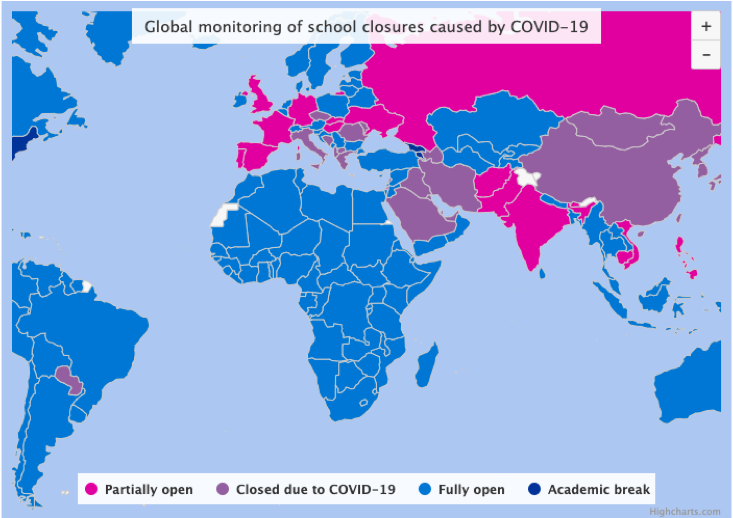 Global monitoring of school closures caused by COVID-19
+
–
Partially open
Closed due to COVID-19
Fully open
Academic break
Highcharts.com